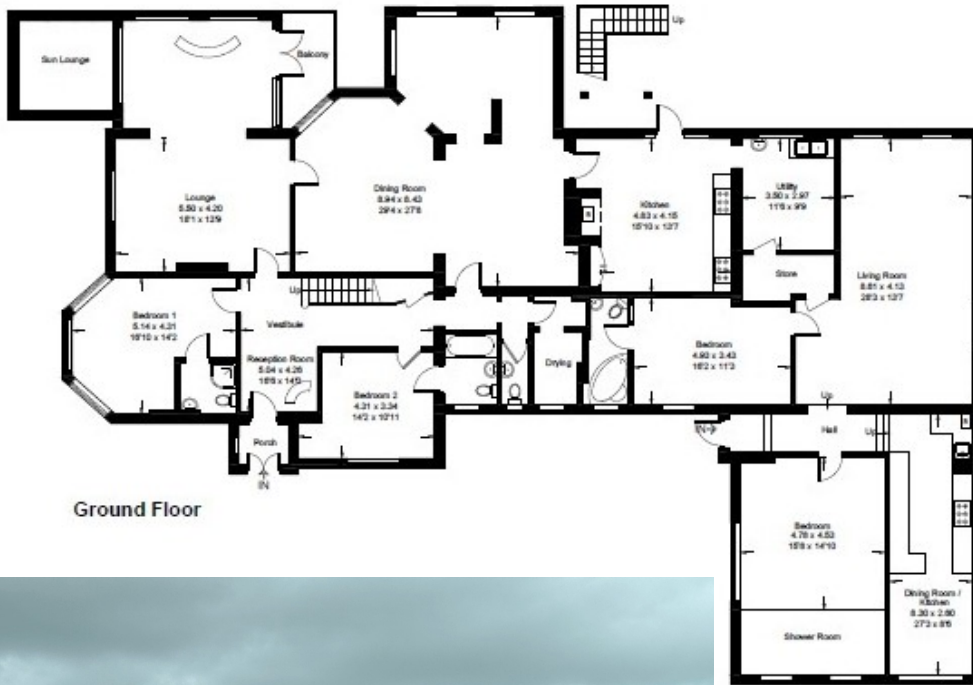 Sun Lounge
Balcony
Up
Lounge
5.50 x 4.20
18'1 x 13'9
Dining Room
8.94 x 8.43
29'4 x 27'8
Kitchen
4.83 x 4.15
15'10 x 13'7
Utility
3.50 x 2.97
11'6 x 9'9
Store
Living Room
8.61 x 4.13
28'3 x 13'7
Bedroom 1
5.14 x 4.31
16'10 x 14'2
Up
Vestibule
Reception Room
5.04 x 4.26
16'6 x 14'0
Bedroom 2
4.31 x 3.34
14'2 x 10'11
Drying
Bedroom
4.93 x 3.43
16'2 x 11'3
Porch
IN
Up
IN
Hall
Up
Ground Floor
Bedroom
4.78 x 4.53
15'8 x 14'10
Shower Room
Dining Room /
Kitchen
8.30 x 2.60
27'3 x 8'6